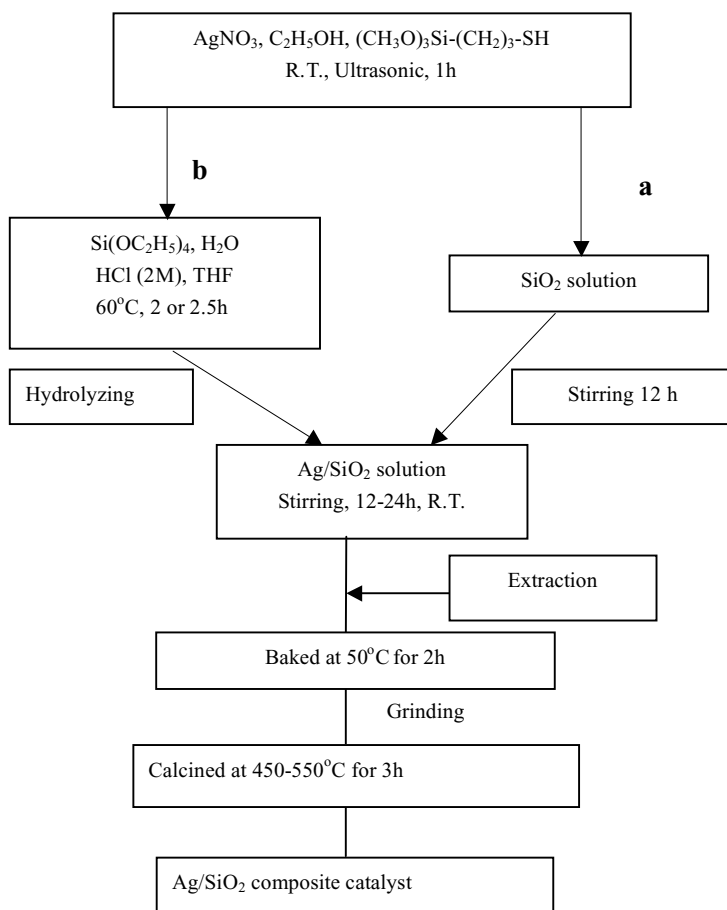 AgNO₃, C₂H₅OH, (CH₃O)₃Si-(CH₂)₃-SH
R.T., Ultrasonic, 1h
b
a
Si(OC₂H₅)₄, H₂O
HCl (2M), THF
60°C, 2 or 2.5h
SiO₂ solution
Hydrolyzing
Stirring 12 h
Ag/SiO₂ solution
Stirring, 12-24h, R.T.
Extraction
Baked at 50°C for 2h
Grinding
Calcined at 450-550°C for 3h
Ag/SiO₂ composite catalyst